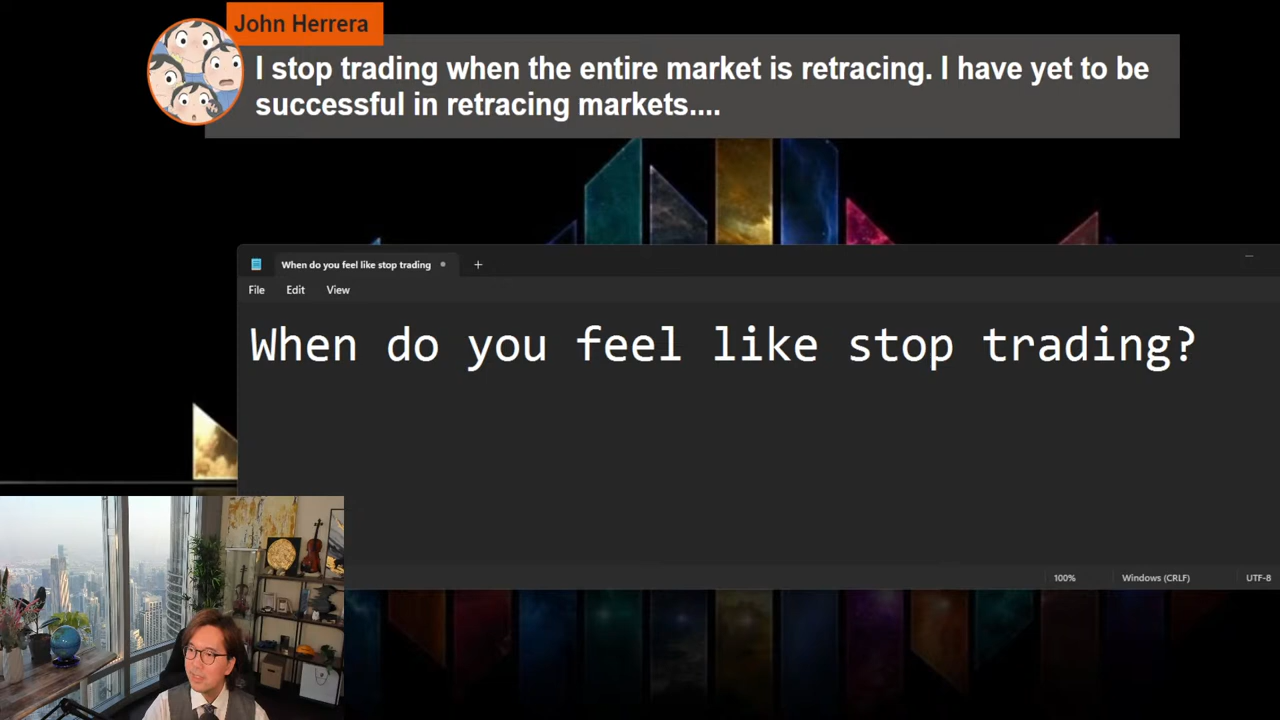 John Herrera
I stop trading when the entire market is retracing. I have yet to be
successful in retracing markets....
When do you feel like stop trading
File Edit View
When do you feel like stop trading?
100% Windows (CRLF) UTF-8